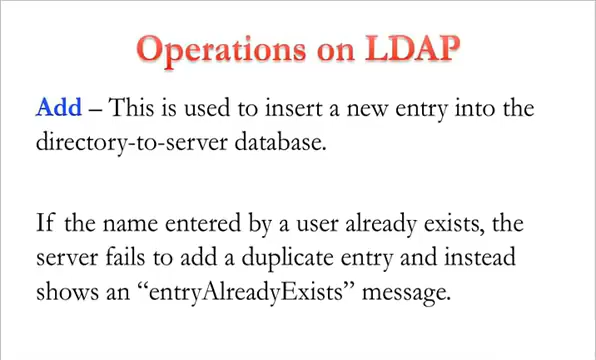 Operations on LDAP
Add – This is used to insert a new entry into the
directory-to-server database.
If the name entered by a user already exists, the
server fails to add a duplicate entry and instead
shows an “entryAlreadyExists” message.